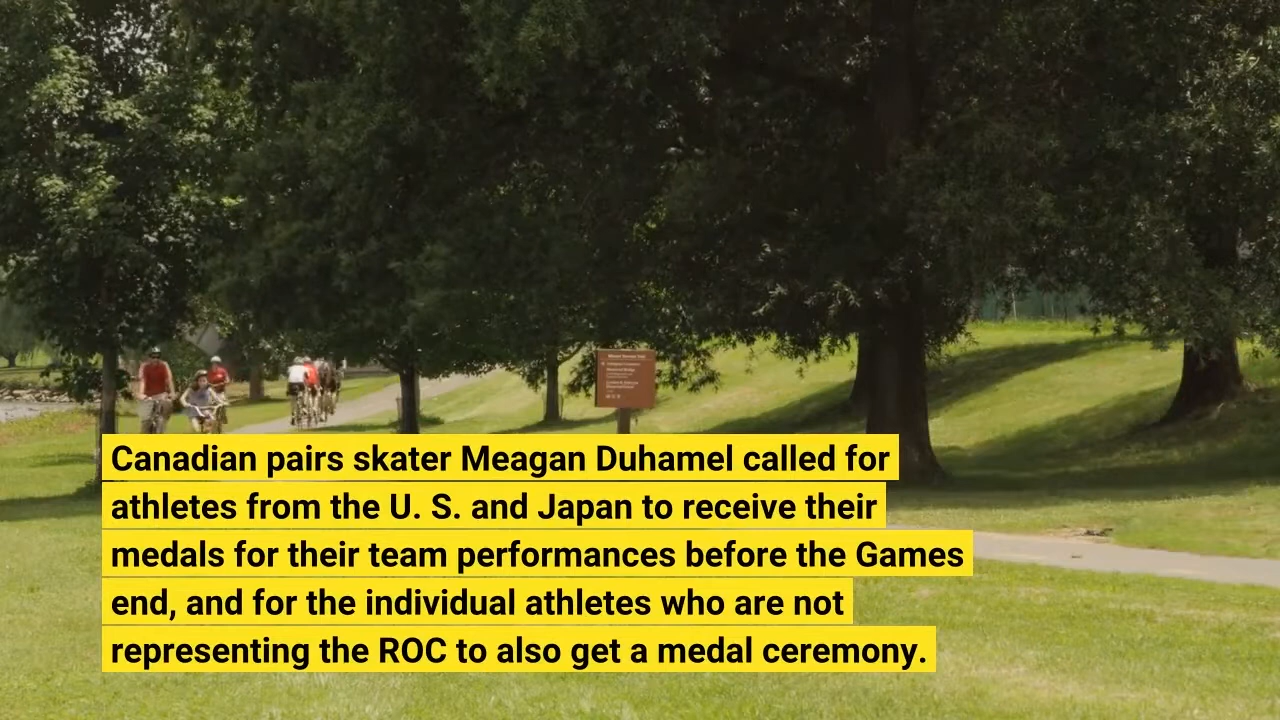 Canadian pairs skater Meagan Duhamel called for
athletes from the U. S. and Japan to receive their
medals for their team performances before the Games
end, and for the individual athletes who are not
representing the ROC to also get a medal ceremony.